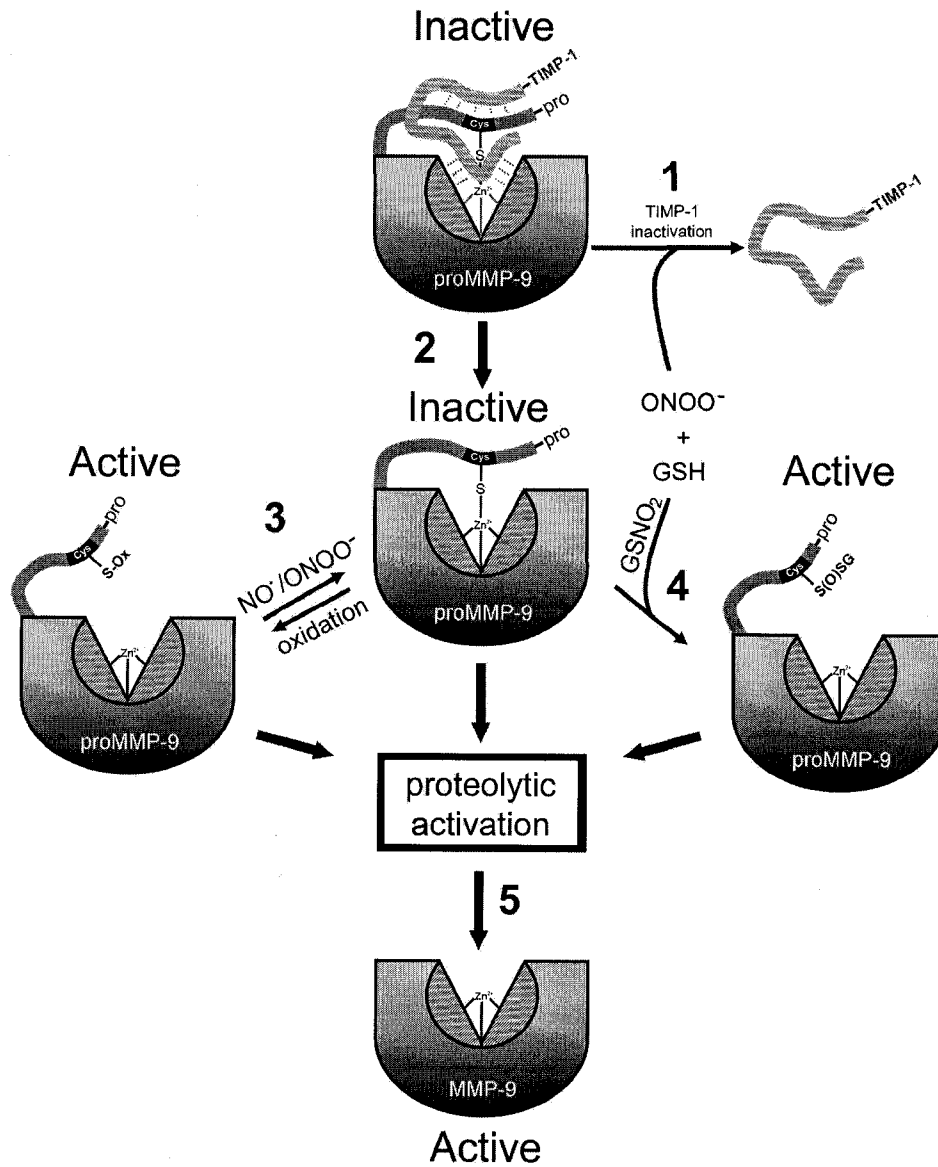 Inactive
TIMP-1
pro
Cys
S
Zn²⁺
proMMP-9
1
TIMP-1
inactivation
TIMP-1
2
Inactive
pro
Cys
S
Zn²⁺
proMMP-9
ONOO⁻
+
GSH
GSNO₂
4
Active
pro
Cys
S-Ox
Zn²⁺
proMMP-9
3
NO·/ONOO⁻
oxidation
Active
pro
Cys
S(O)SG
Zn²⁺
proMMP-9
proteolytic
activation
5
Zn²⁺
MMP-9
Active